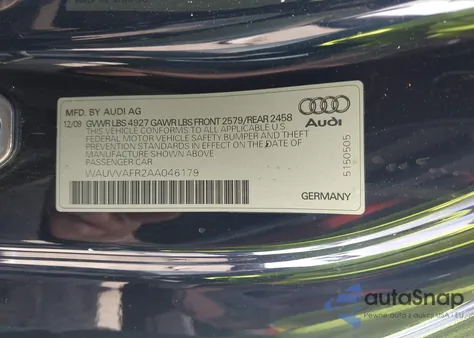 MFD. BY AUDI AG
12/09 GVWR LBS 4927 GAWR LBS FRONT 2579/REAR 2458
THIS VEHICLE CONFORMS TO ALL APPLICABLE U.S.
FEDERAL MOTOR VEHICLE SAFETY,BUMPER AND THEFT
PREVENTION STANDARDS IN EFFECT ON THE DATE OF
MANUFACTURE SHOWN ABOVE
PASSENGER CAR
WAUVVAFR2AA046179
Audi
5150505
GERMANY
autoSnap